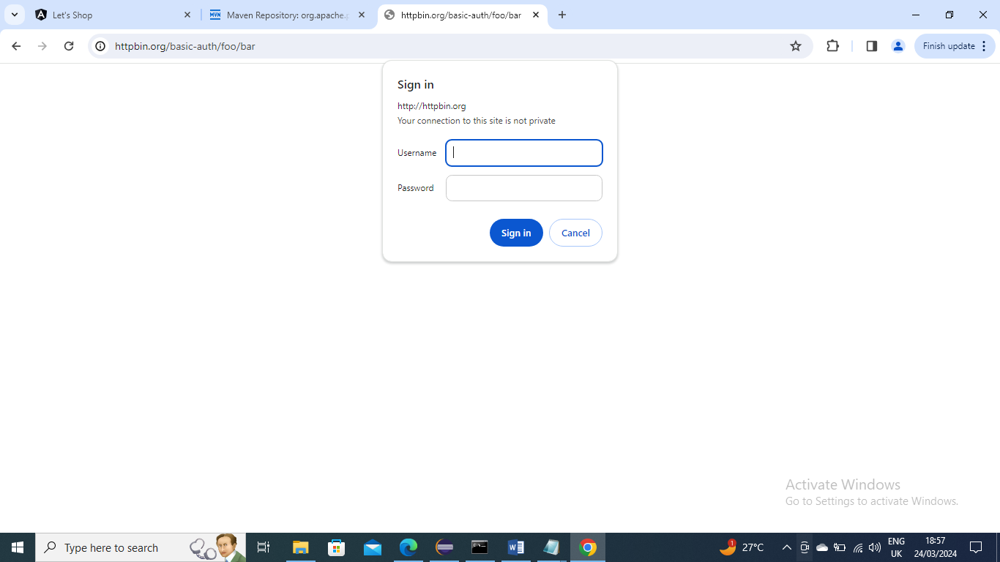 Let's Shop
Maven Repository: org.apache.p
httpbin.org/basic-auth/foo/bar
httpbin.org/basic-auth/foo/bar
Finish update
Sign in
http://httpbin.org
Your connection to this site is not private
Username
Password
Sign in
Cancel
Activate Windows
Go to Settings to activate Windows.
Type here to search
1
27°C
ENG
UK
18:57
24/03/2024